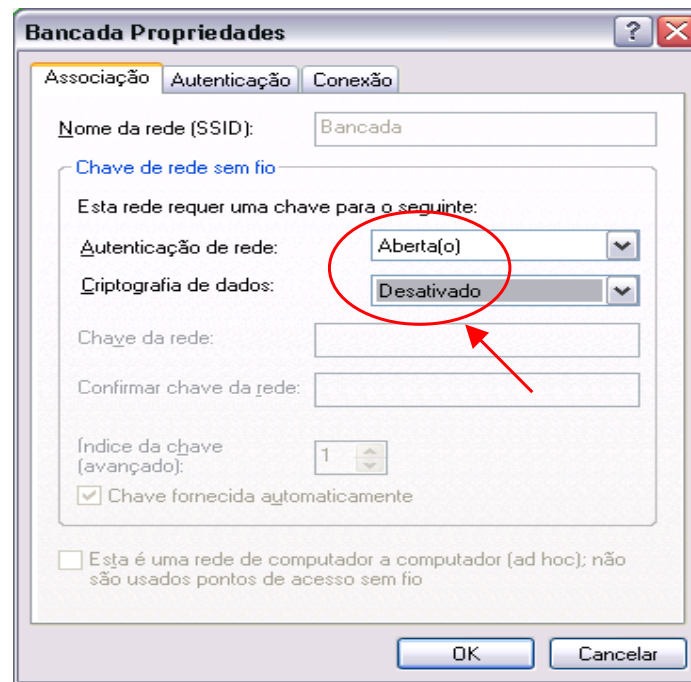 Bancada Propriedades
Associação Autenticação Conexão
Nome da rede (SSID): Bancada
Chave de rede sem fio
Esta rede requer uma chave para o seguinte:
Autenticação de rede: Aberta(o)
Criptografia de dados: Desativado
Chave da rede:
Confirmar chave da rede:
Índice da chave
(avançado): 1
Chave fornecida automaticamente
Esta é uma rede de computador a computador (ad hoc); não
são usados pontos de acesso sem fio
OK Cancelar